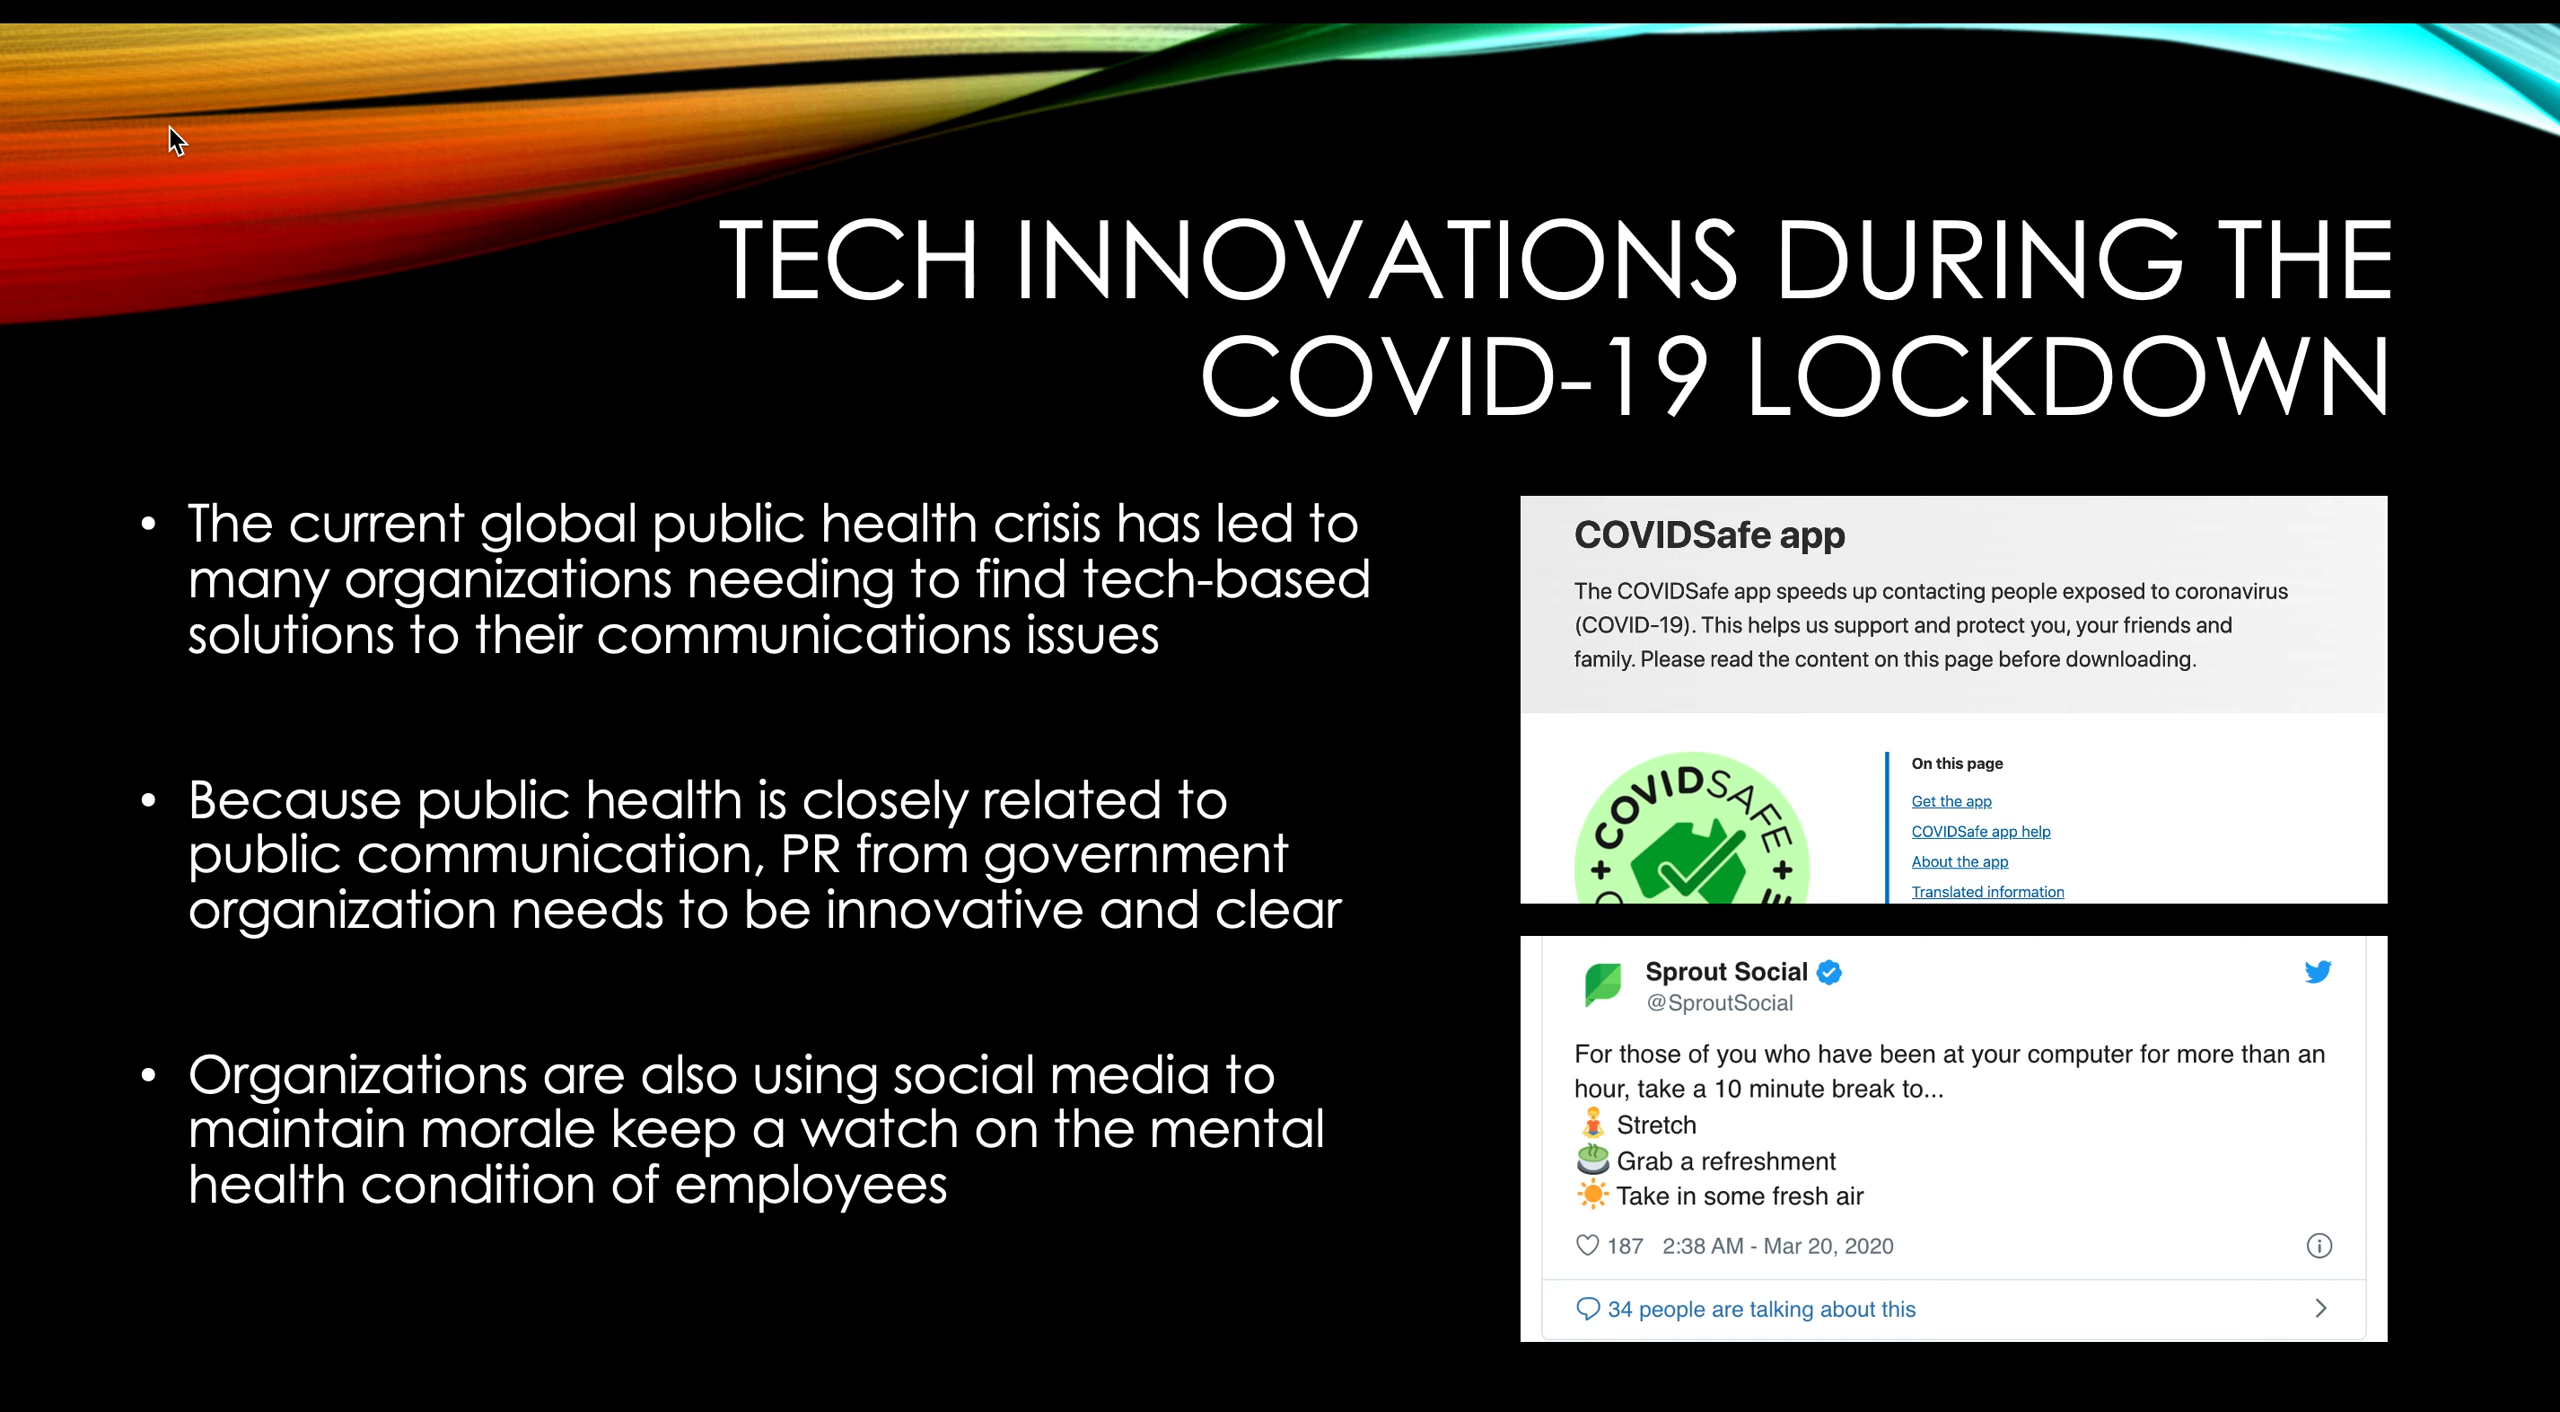 TECH INNOVATIONS DURING THE
COVID-19 LOCKDOWN
• The current global public health crisis has led to
many organizations needing to find tech-based
solutions to their communications issues
• Because public health is closely related to
public communication, PR from government
organization needs to be innovative and clear
• Organizations are also using social media to
maintain morale keep a watch on the mental
health condition of employees
COVIDSafe app
The COVIDSafe app speeds up contacting people exposed to coronavirus
(COVID-19). This helps us support and protect you, your friends and
family. Please read the content on this page before downloading.
COVIDSAFE
On this page
Get the app
COVIDSafe app help
About the app
Translated information
Sprout Social
@SproutSocial
For those of you who have been at your computer for more than an
hour, take a 10 minute break to...
🧘 Stretch
🍵 Grab a refreshment
☀️ Take in some fresh air
187 2:38 AM - Mar 20, 2020
34 people are talking about this